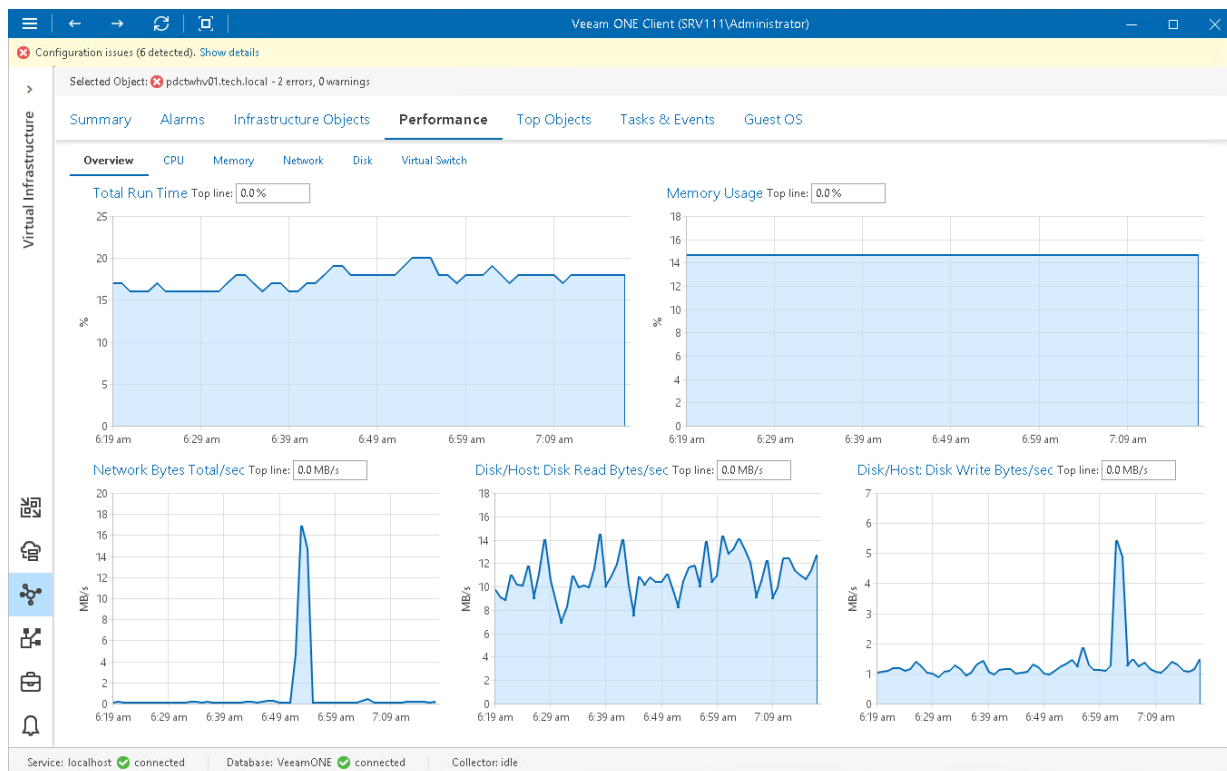 Veeam ONE Client (SRV111\Administrator)
Configuration issues (6 detected). Show details
Selected Object: pdctwhv01.tech.local - 2 errors, 0 warnings
Virtual Infrastructure
Summary Alarms Infrastructure Objects Performance Top Objects Tasks & Events Guest OS
Overview CPU Memory Network Disk Virtual Switch
Total Run Time Top line: 0.0 %
25
20
15
10
5
0
%
6:19 am 6:29 am 6:39 am 6:49 am 6:59 am 7:09 am
Memory Usage Top line: 0.0 %
18
16
14
12
10
8
6
4
2
0
%
6:19 am 6:29 am 6:39 am 6:49 am 6:59 am 7:09 am
Network Bytes Total/sec Top line: 0.0 MB/s
20
18
16
14
12
10
8
6
4
2
0
MB/s
6:19 am 6:29 am 6:39 am 6:49 am 6:59 am 7:09 am
Disk/Host: Disk Read Bytes/sec Top line: 0.0 MB/s
18
16
14
12
10
8
6
4
2
0
MB/s
6:19 am 6:29 am 6:39 am 6:49 am 6:59 am 7:09 am
Disk/Host: Disk Write Bytes/sec Top line: 0.0 MB/s
7
6
5
4
3
2
1
0
MB/s
6:19 am 6:29 am 6:39 am 6:49 am 6:59 am 7:09 am
Service: localhost connected Database: VeeamONE connected Collector: idle